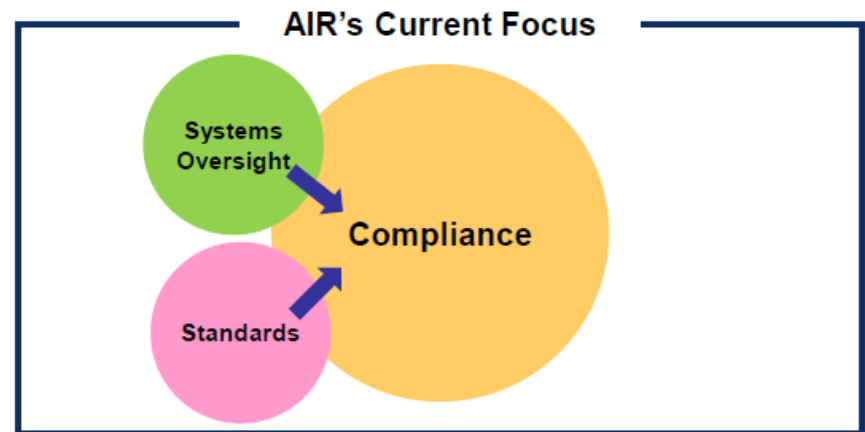 AIR's Current Focus
Systems
Oversight
Compliance
Standards